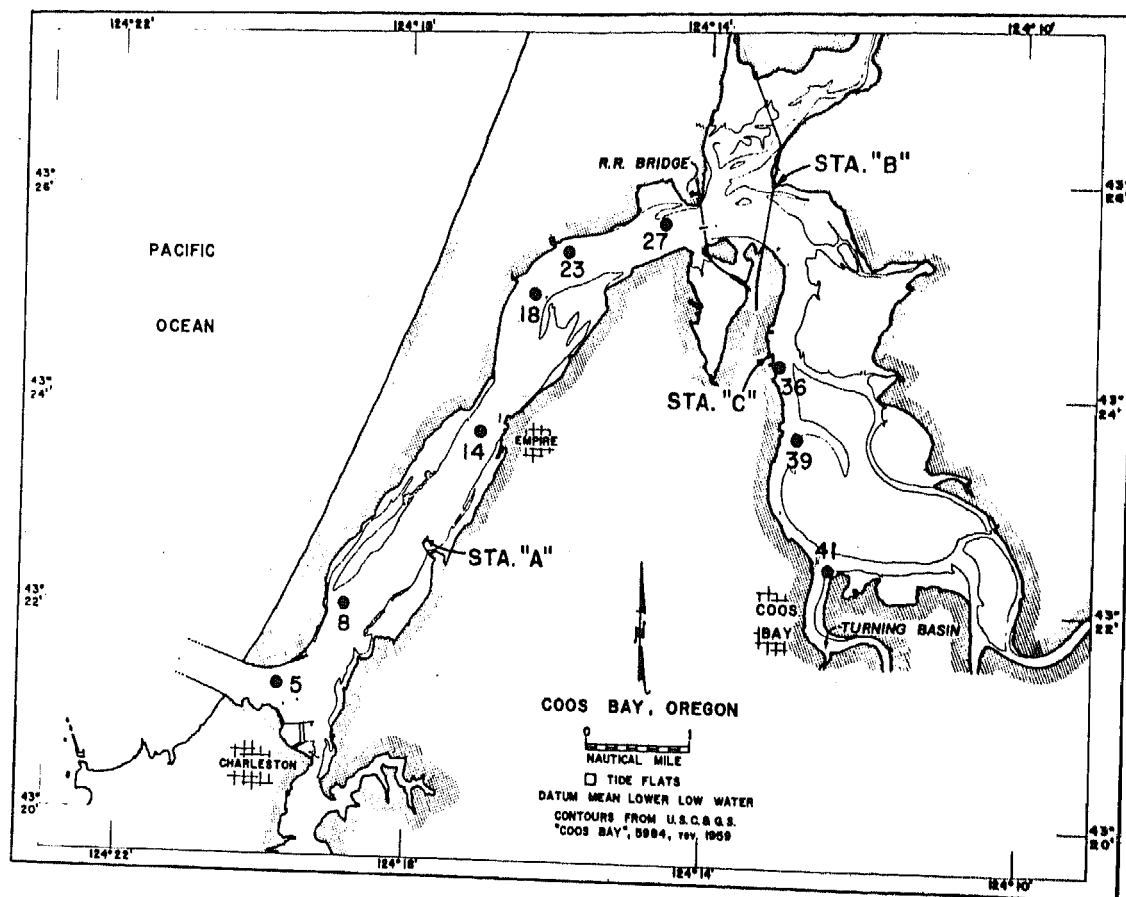 124° 22'
124° 18'
124° 14'
124° 10'
R.R. BRIDGE
STA. "B"
43° 26'
43° 26'
PACIFIC
OCEAN
27
23
18
36
STA. "C"
43° 24'
43° 24'
14
EMPIRE
39
STA. "A"
41
43° 22'
8
COOS
BAY
TURNING BASIN
43° 22'
5
N
COOS BAY, OREGON
0 1
NAUTICAL MILE
CHARLESTON
TIDE FLATS
DATUM MEAN LOWER LOW WATER
CONTOURS FROM U.S.C.& G.S.
"COOS BAY", 5984, rev. 1959
43° 20'
43° 20'
124° 22'
124° 18'
124° 14'
124° 10'